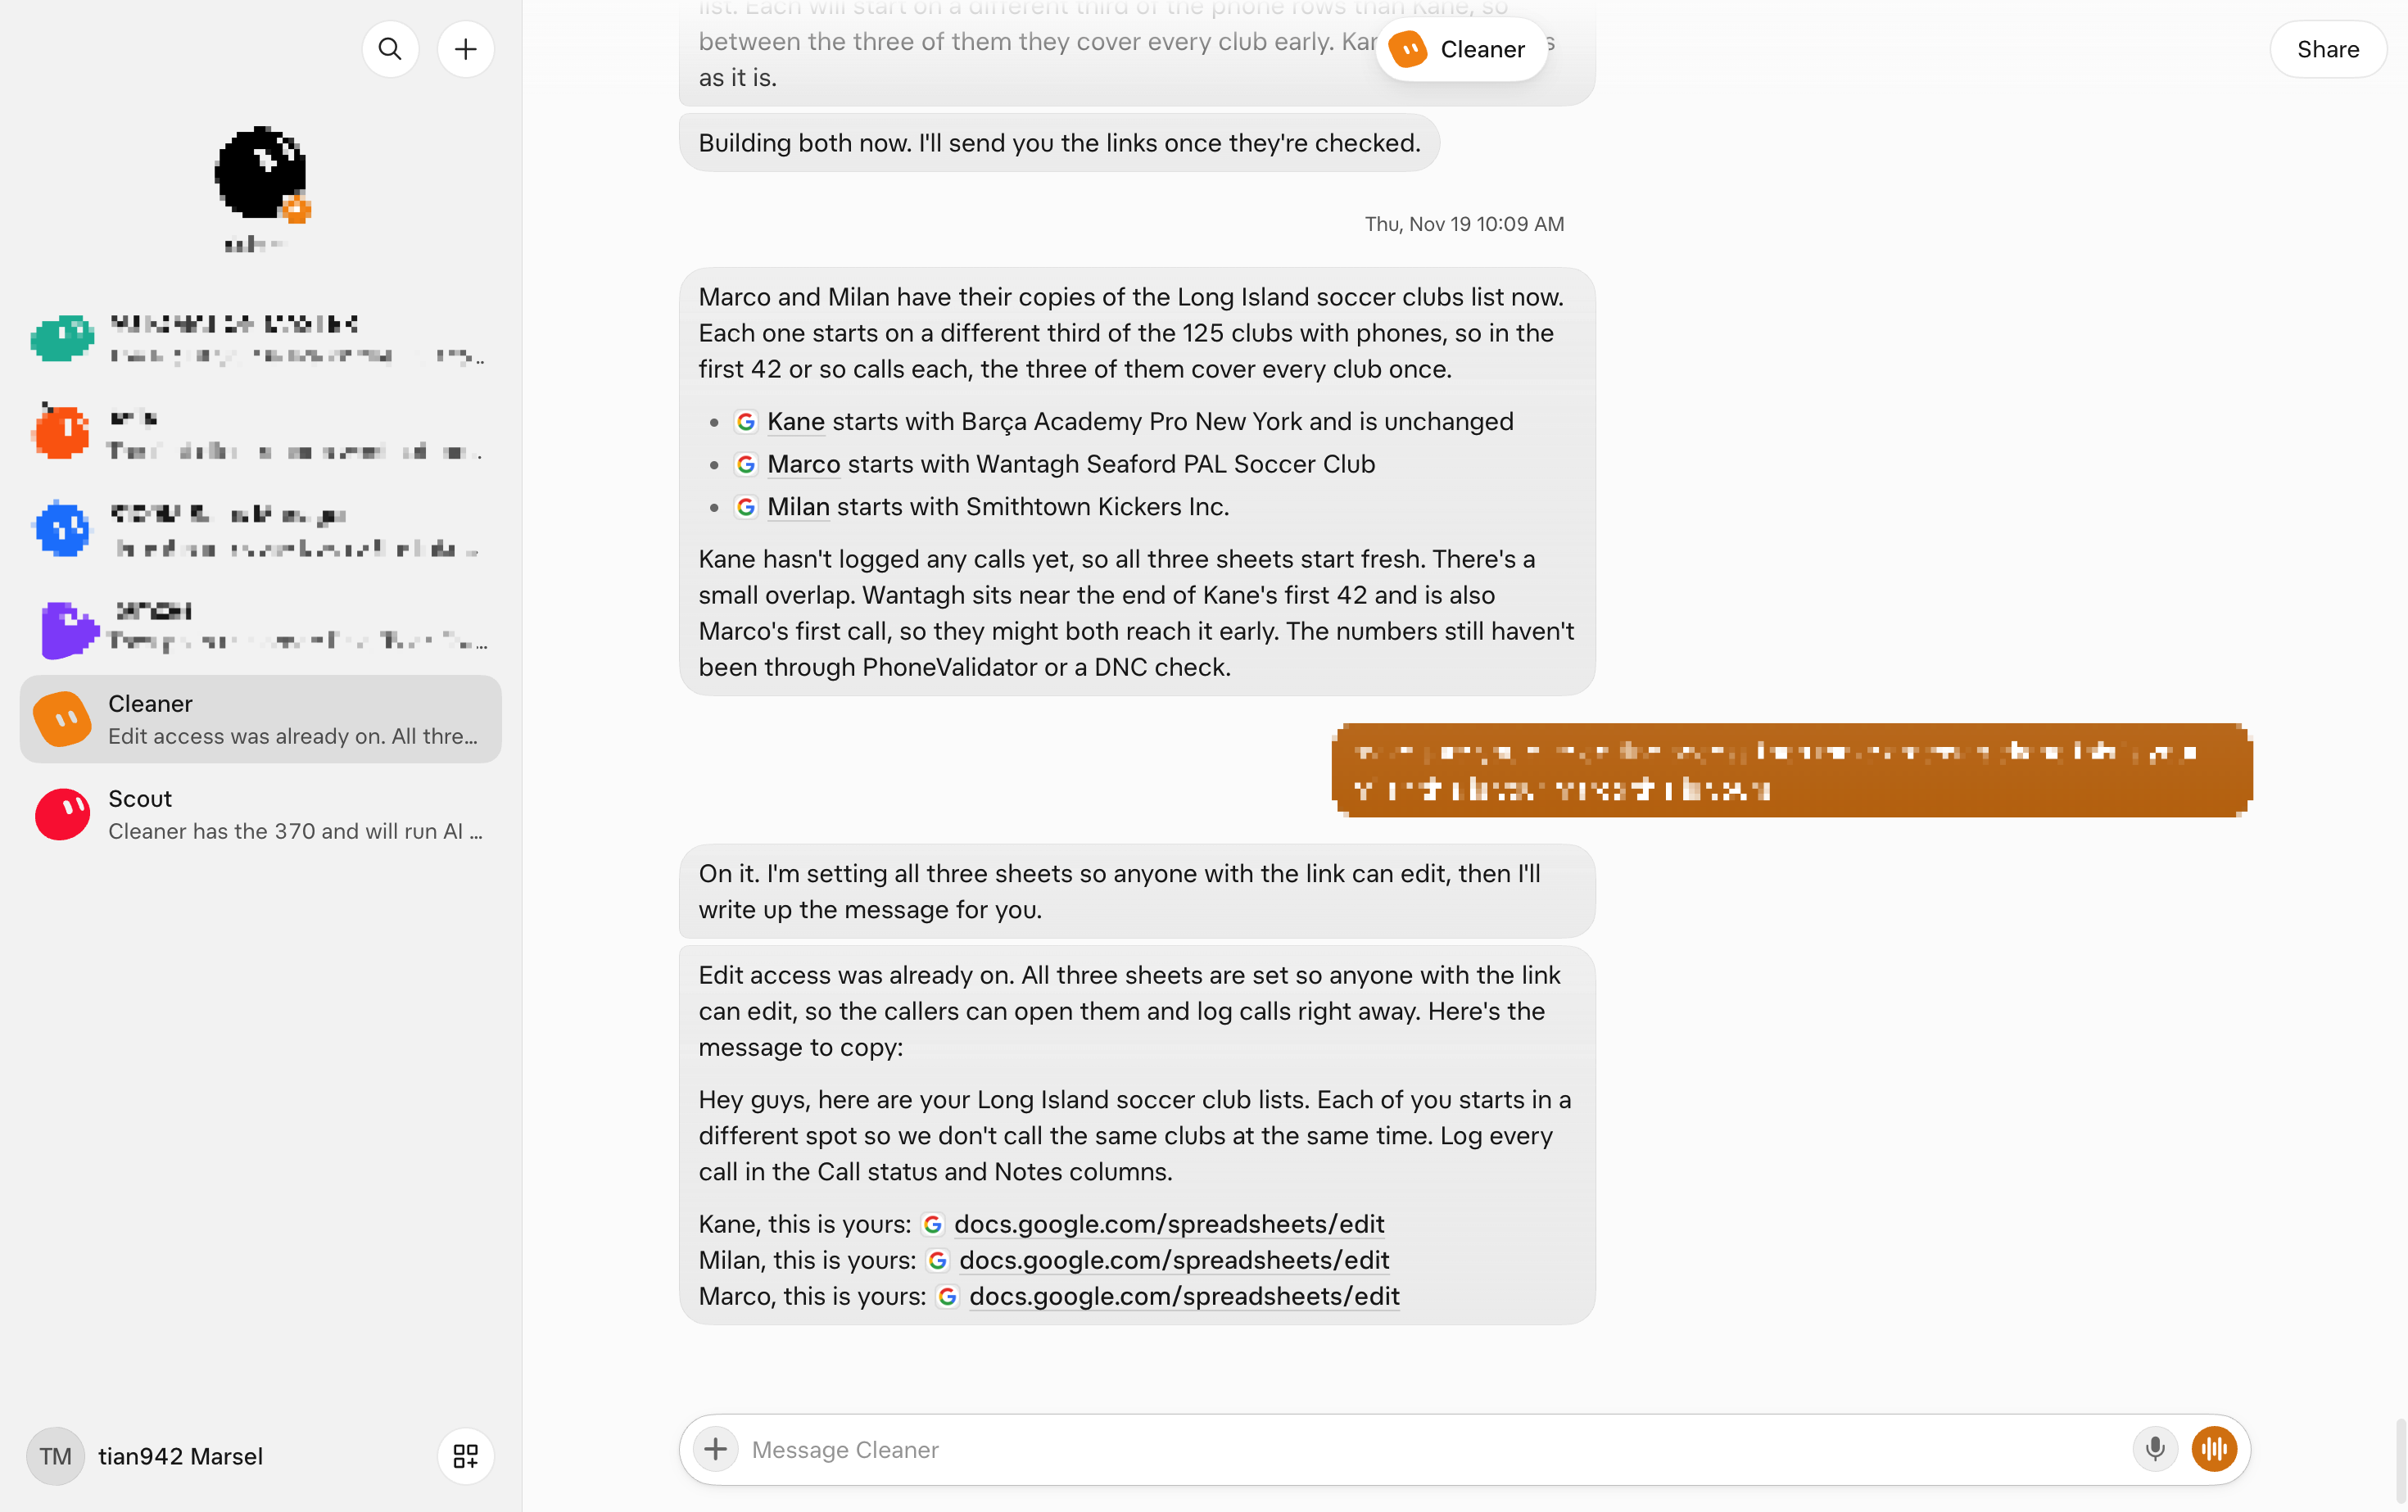 Share
Cleaner
list. Each will start on a different third of the phone rows than Kane, so
between the three of them they cover every club early.
as it is.
Building both now. I'll send you the links once they're checked.
Thu, Nov 19 10:09 AM
Marco and Milan have their copies of the Long Island soccer clubs list now.
Each one starts on a different third of the 125 clubs with phones, so in the
first 42 or so calls each, the three of them cover every club once.
Kane starts with Barça Academy Pro New York and is unchanged
Marco starts with Wantagh Seaford PAL Soccer Club
Milan starts with Smithtown Kickers Inc.
Kane hasn't logged any calls yet, so all three sheets start fresh. There's a
small overlap. Wantagh sits near the end of Kane's first 42 and is also
Marco's first call, so they might both reach it early. The numbers still haven't
been through PhoneValidator or a DNC check.
On it. I'm setting all three sheets so anyone with the link can edit, then I'll
write up the message for you.
Edit access was already on. All three sheets are set so anyone with the link
can edit, so the callers can open them and log calls right away. Here's the
message to copy:
Hey guys, here are your Long Island soccer club lists. Each of you starts in a
different spot so we don't call the same clubs at the same time. Log every
call in the Call status and Notes columns.
Kane, this is yours: docs.google.com/spreadsheets/edit
Milan, this is yours: docs.google.com/spreadsheets/edit
Marco, this is yours: docs.google.com/spreadsheets/edit
Message Cleaner
Cleaner
Edit access was already on. All thre...
Scout
Cleaner has the 370 and will run AI ...
TM
tian942 Marsel